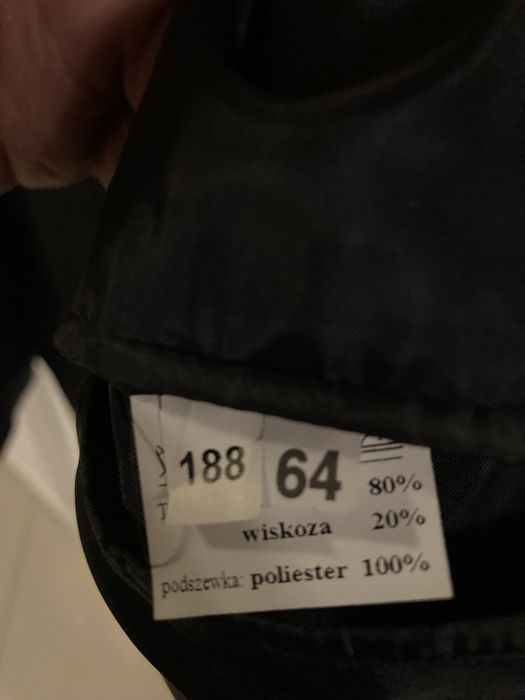 188 64 80%
wiskoza 20%
podszewka: poliester 100%